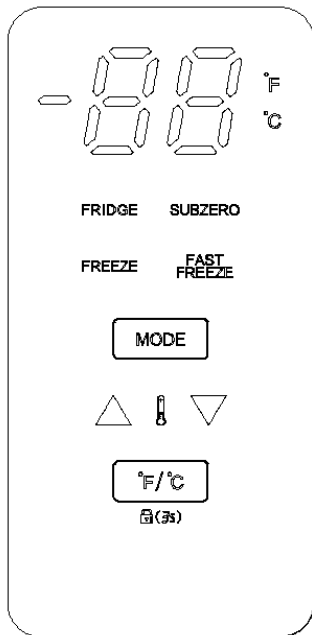 -88 °F
°C
FRIDGE SUBZERO
FREEZE FAST FREEZE
MODE
°F/°C
(3s)